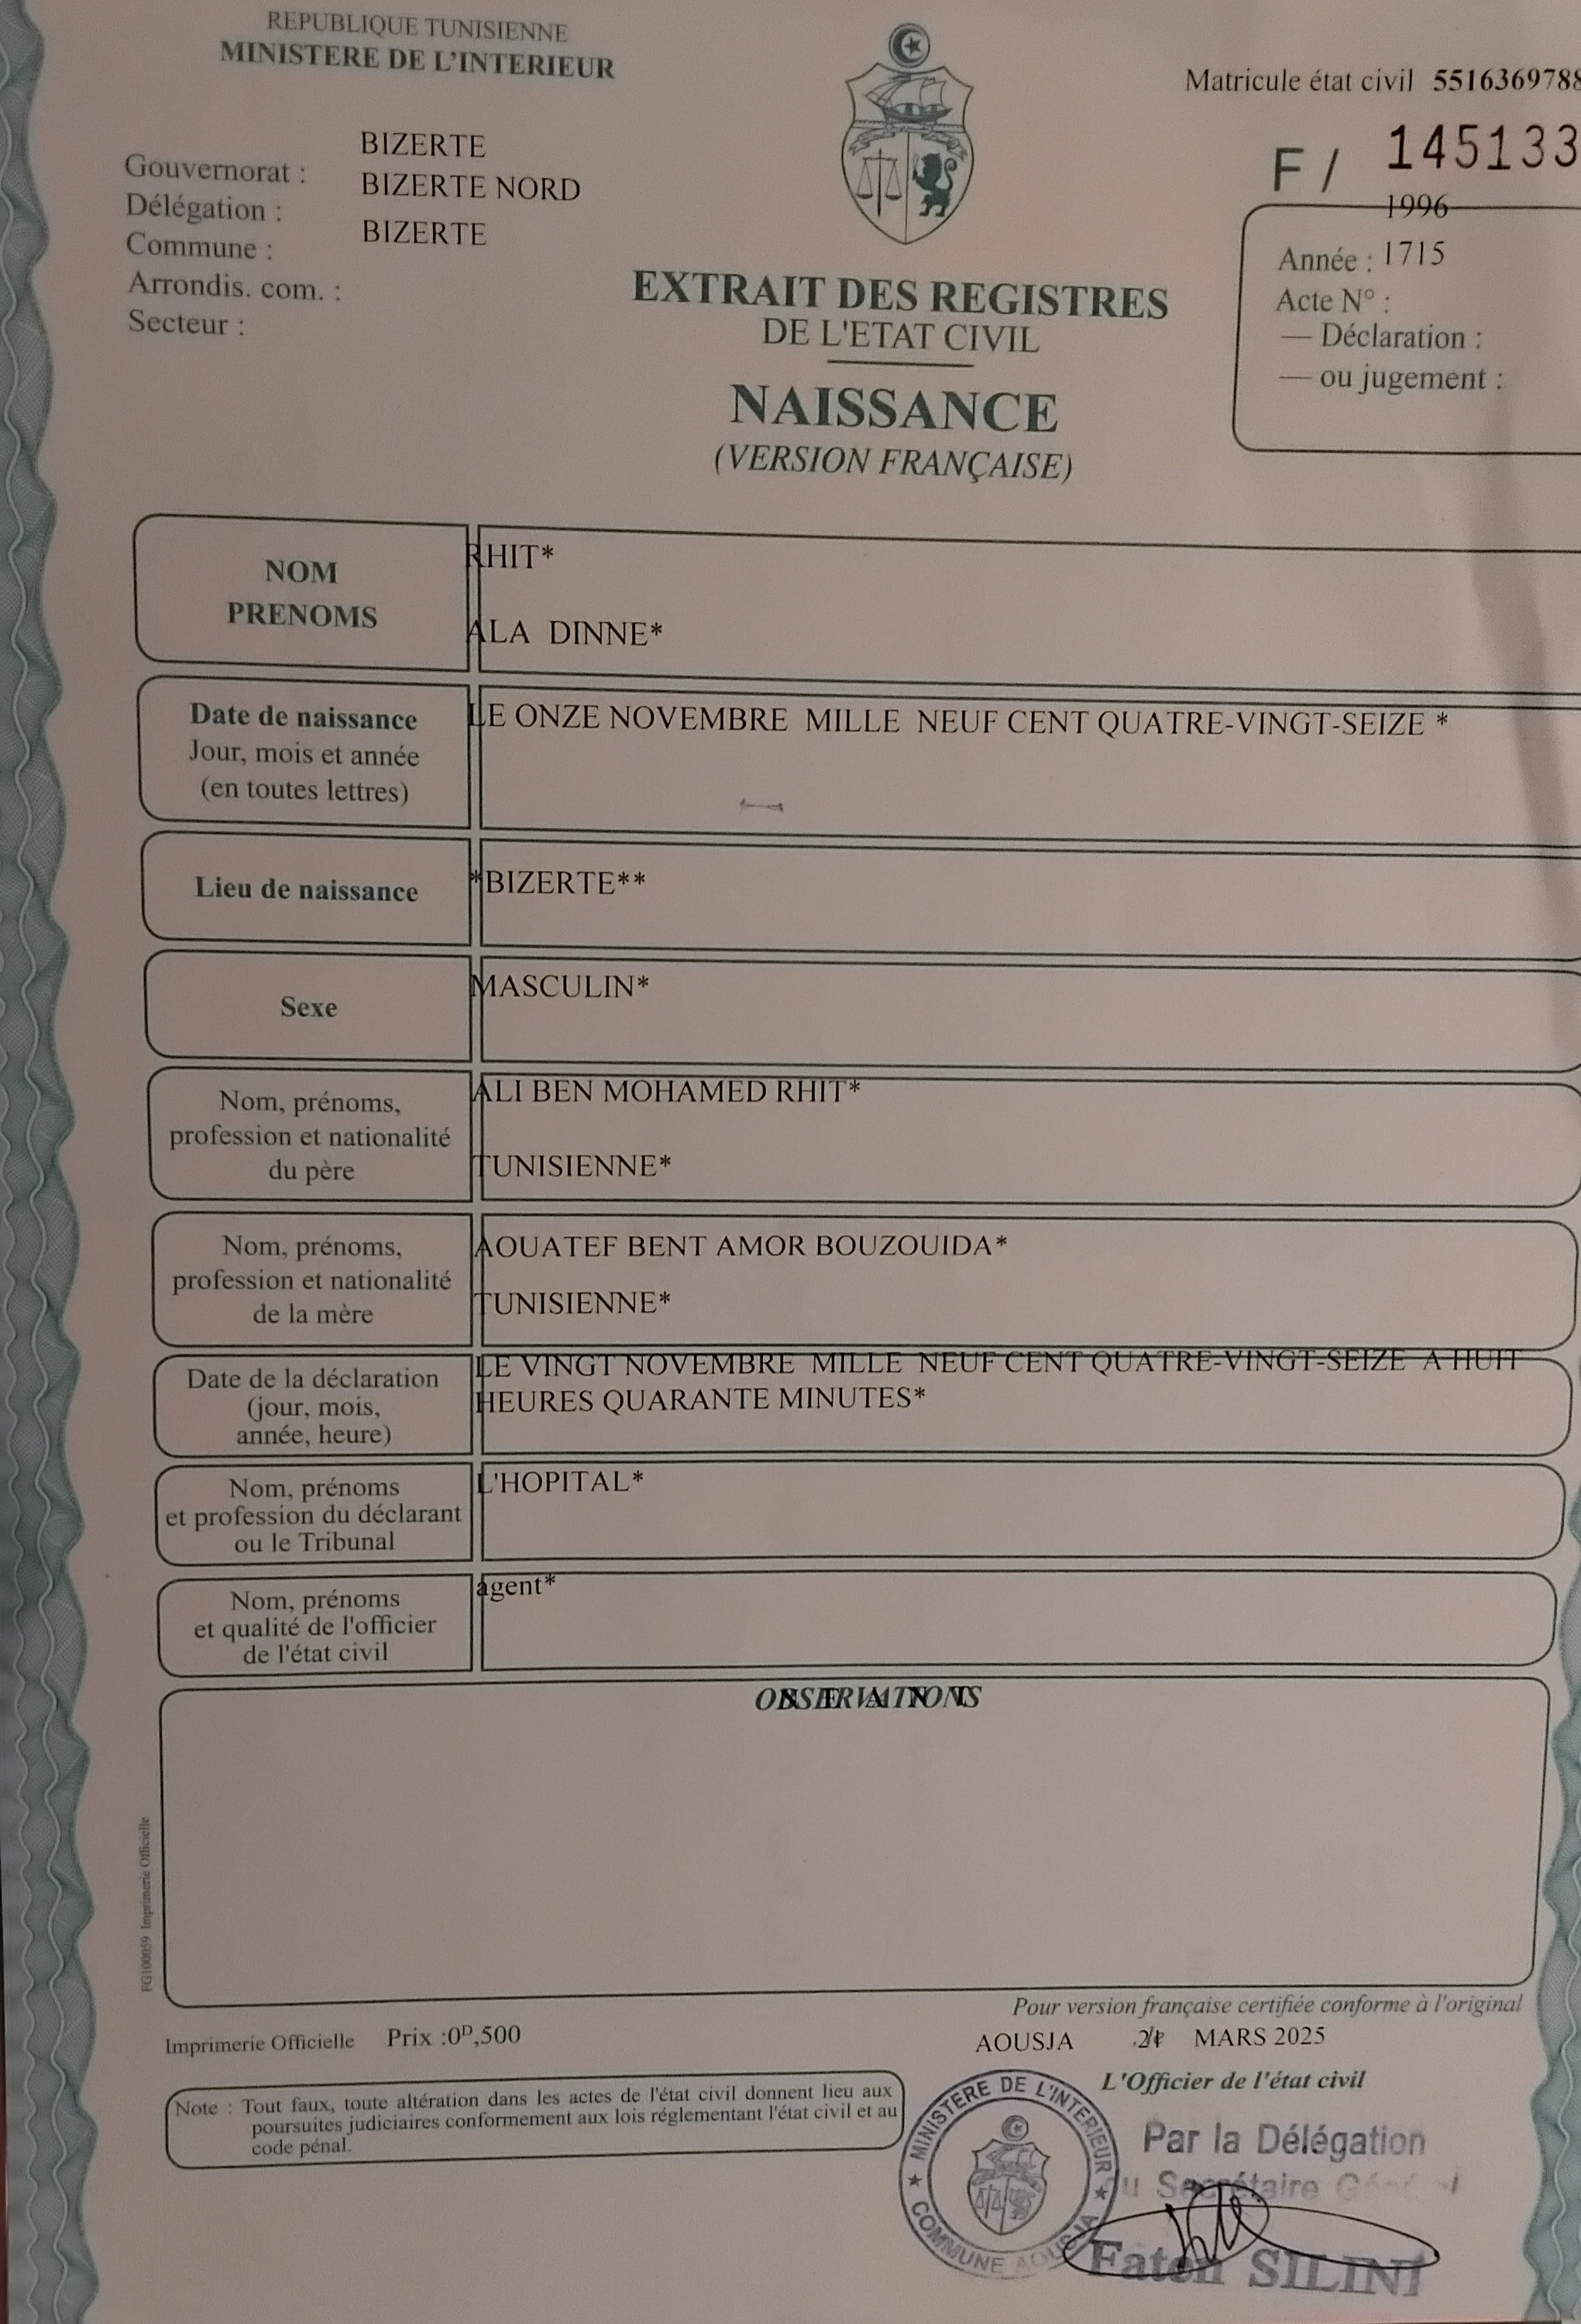 REPUBLIQUE TUNISIENNE
MINISTERE DE L'INTERIEUR
Matricule état civil 551636978
F / 145133
Gouvernorat : BIZERTE
Délégation : BIZERTE NORD
Commune : BIZERTE
Arrondis. com. :
Secteur :
1996
Année : 1715
Acte N° :
— Déclaration :
— ou jugement :
EXTRAIT DES REGISTRES
DE L'ETAT CIVIL
NAISSANCE
(VERSION FRANÇAISE)
NOM
PRENOMS
RHIT*
ALA DINNE*
Date de naissance
Jour, mois et année
(en toutes lettres)
LE ONZE NOVEMBRE MILLE NEUF CENT QUATRE-VINGT-SEIZE *
Lieu de naissance
*BIZERTE**
Sexe
MASCULIN*
Nom, prénoms,
profession et nationalité
du père
ALI BEN MOHAMED RHIT*
TUNISIENNE*
Nom, prénoms,
profession et nationalité
de la mère
AOUATEF BENT AMOR BOUZOUIDA*
TUNISIENNE*
Date de la déclaration
(jour, mois,
année, heure)
LE VINGT NOVEMBRE MILLE NEUF CENT QUATRE-VINGT-SEIZE A HUIT
HEURES QUARANTE MINUTES*
Nom, prénoms
et profession du déclarant
ou le Tribunal
L'HOPITAL*
Nom, prénoms
et qualité de l'officier
de l'état civil
agent*
OBSERVATIONS
N E A N T
FG100059 Imprimerie Officielle
Pour version française certifiée conforme à l'original
Imprimerie Officielle Prix :0D,500
AOUSJA MARS 2025
L'Officier de l'état civil
Note : Tout faux, toute altération dans les actes de l'état civil donnent lieu aux
poursuites judiciaires conformement aux lois réglementant l'état civil et au
code pénal.
MINISTERE DE L'INTERIEUR
COMMUNE AOUSJA
Par la Délégation
du Secrétaire Général
Faten SILINI